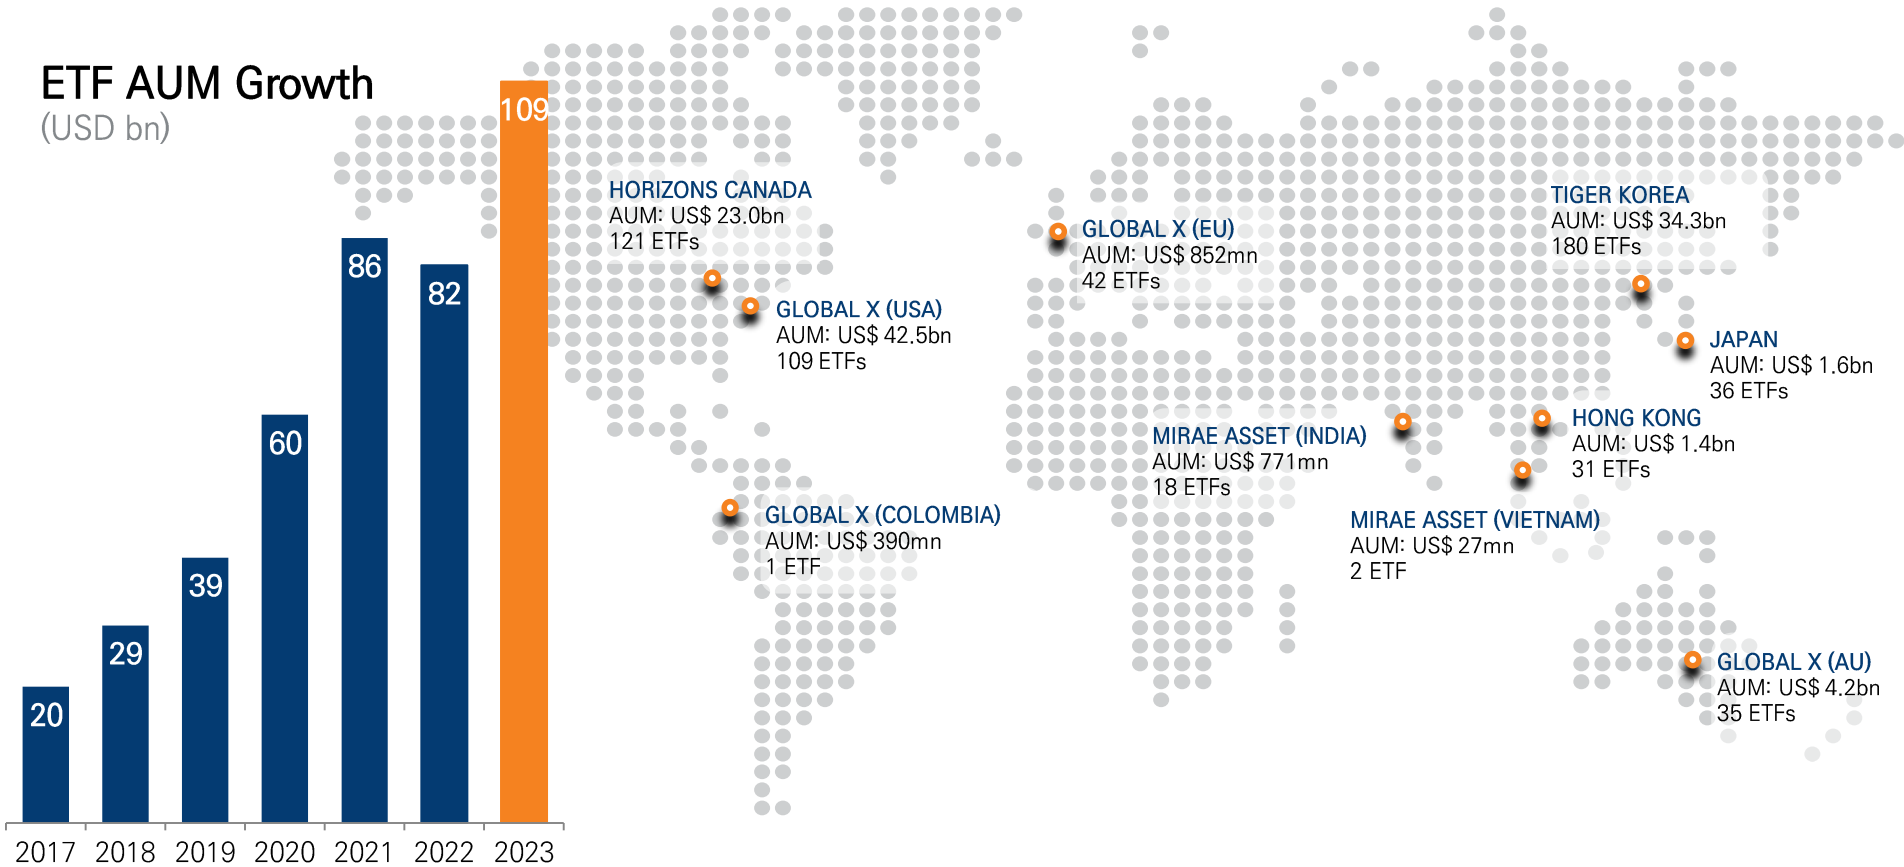 ETF AUM Growth
(USD bn)
20
29
39
60
86
82
109
2017
2018
2019
2020
2021
2022
2023
HORIZONS CANADA
AUM: US$ 23.0bn
121 ETFs
GLOBAL X (USA)
AUM: US$ 42.5bn
109 ETFs
GLOBAL X (COLOMBIA)
AUM: US$ 390mn
1 ETF
GLOBAL X (EU)
AUM: US$ 852mn
42 ETFs
MIRAE ASSET (INDIA)
AUM: US$ 771mn
18 ETFs
MIRAE ASSET (VIETNAM)
AUM: US$ 27mn
2 ETF
TIGER KOREA
AUM: US$ 34.3bn
180 ETFs
JAPAN
AUM: US$ 1.6bn
36 ETFs
HONG KONG
AUM: US$ 1.4bn
31 ETFs
GLOBAL X (AU)
AUM: US$ 4.2bn
35 ETFs